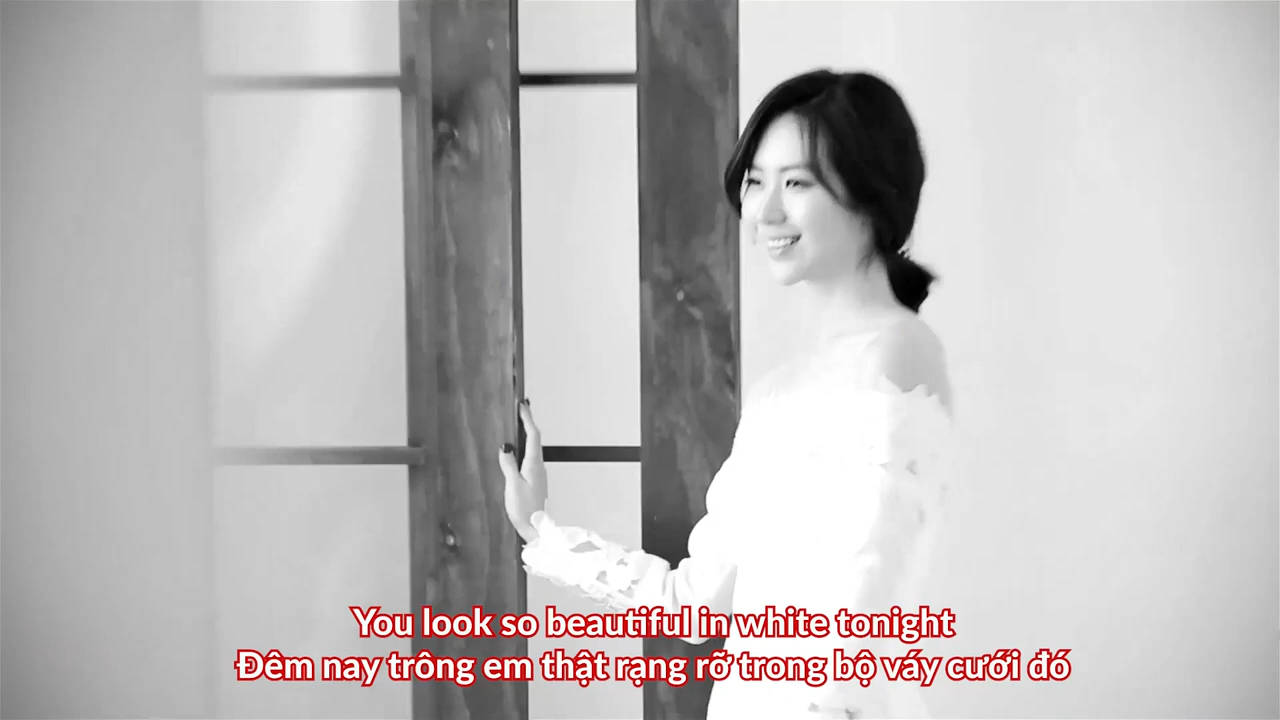 You look so beautiful in white tonight
Đêm nay trông em thật rạng rỡ trong bộ váy cưới đó